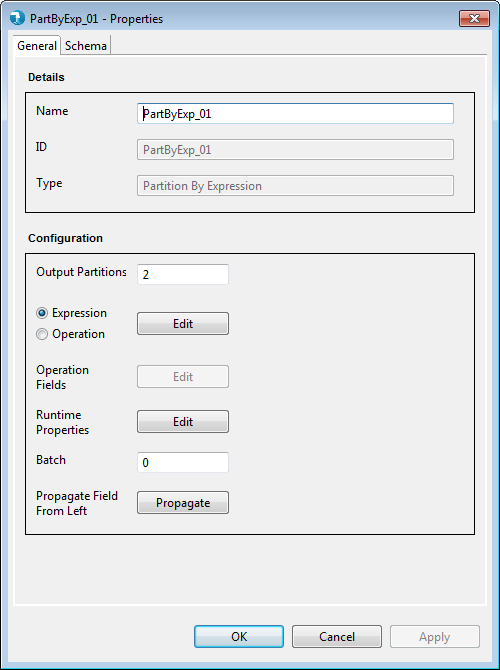 PartByExp_01 - Properties
General Schema
Details
Name PartByExp_01
ID PartByExp_01
Type Partition By Expression
Configuration
Output Partitions 2
Expression
Edit
Operation
Operation
Fields
Edit
Runtime
Properties
Edit
Batch 0
Propagate Field
From Left
Propagate
OK Cancel Apply